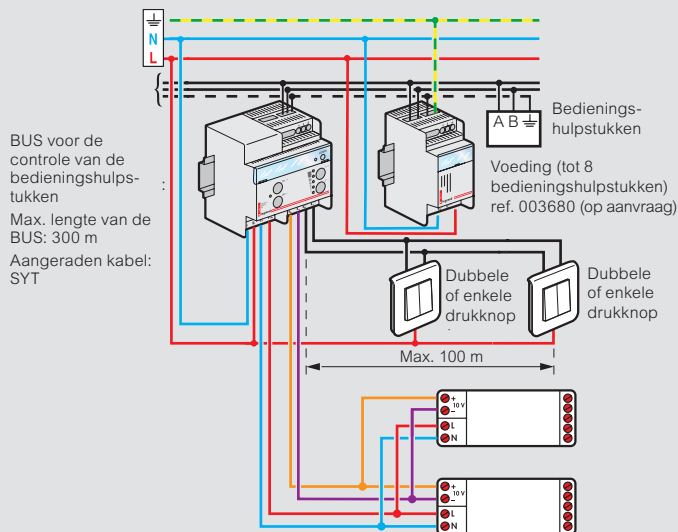 N
L
BUS voor de
controle van de
bedieningshulps-
tukken
:
Max. lengte van de
BUS: 300 m
Aangeraden kabel:
SYT
A B
Bedienings-
hulpstukken
Voeding (tot 8
bedieningshulpstukken)
ref. 003680 (op aanvraag)
Dubbele
of enkele
drukknop
Dubbele
of enkele
drukknop
Max. 100 m
+
10 V
–
L
N
+
10 V
–
L
N